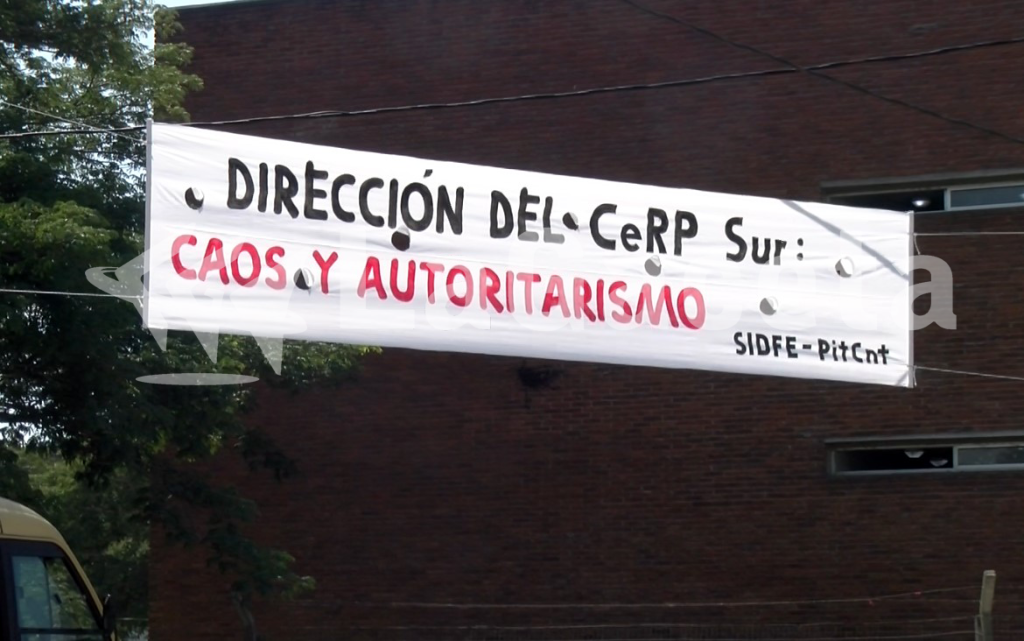 DIRECCIÓN DEL CeRP Sur:
CAOS Y AUTORITARISMO
SIDFE-PitCnt